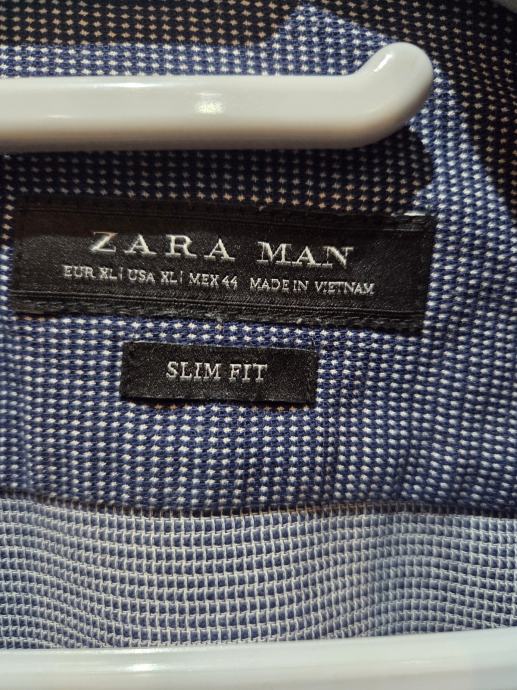 ZARA MAN
EUR XL | USA XL | MEX 44 MADE IN VIETNAM
SLIM FIT